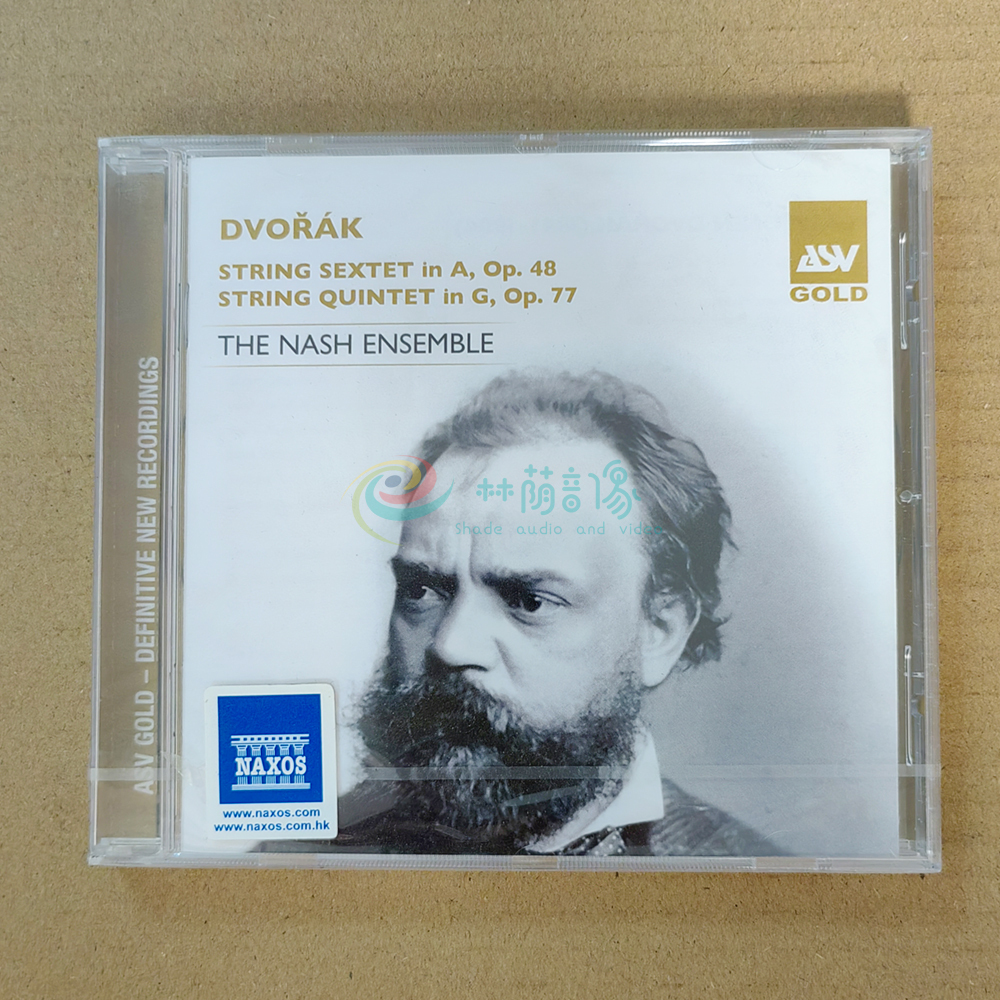 DVOŘÁK
STRING SEXTET in A, Op. 48
STRING QUINTET in G, Op. 77
THE NASH ENSEMBLE
ASV
GOLD
ASV GOLD – DEFINITIVE NEW RECORDINGS
林荫音像
Shade audio and video
NAXOS
www.naxos.com
www.naxos.com.hk